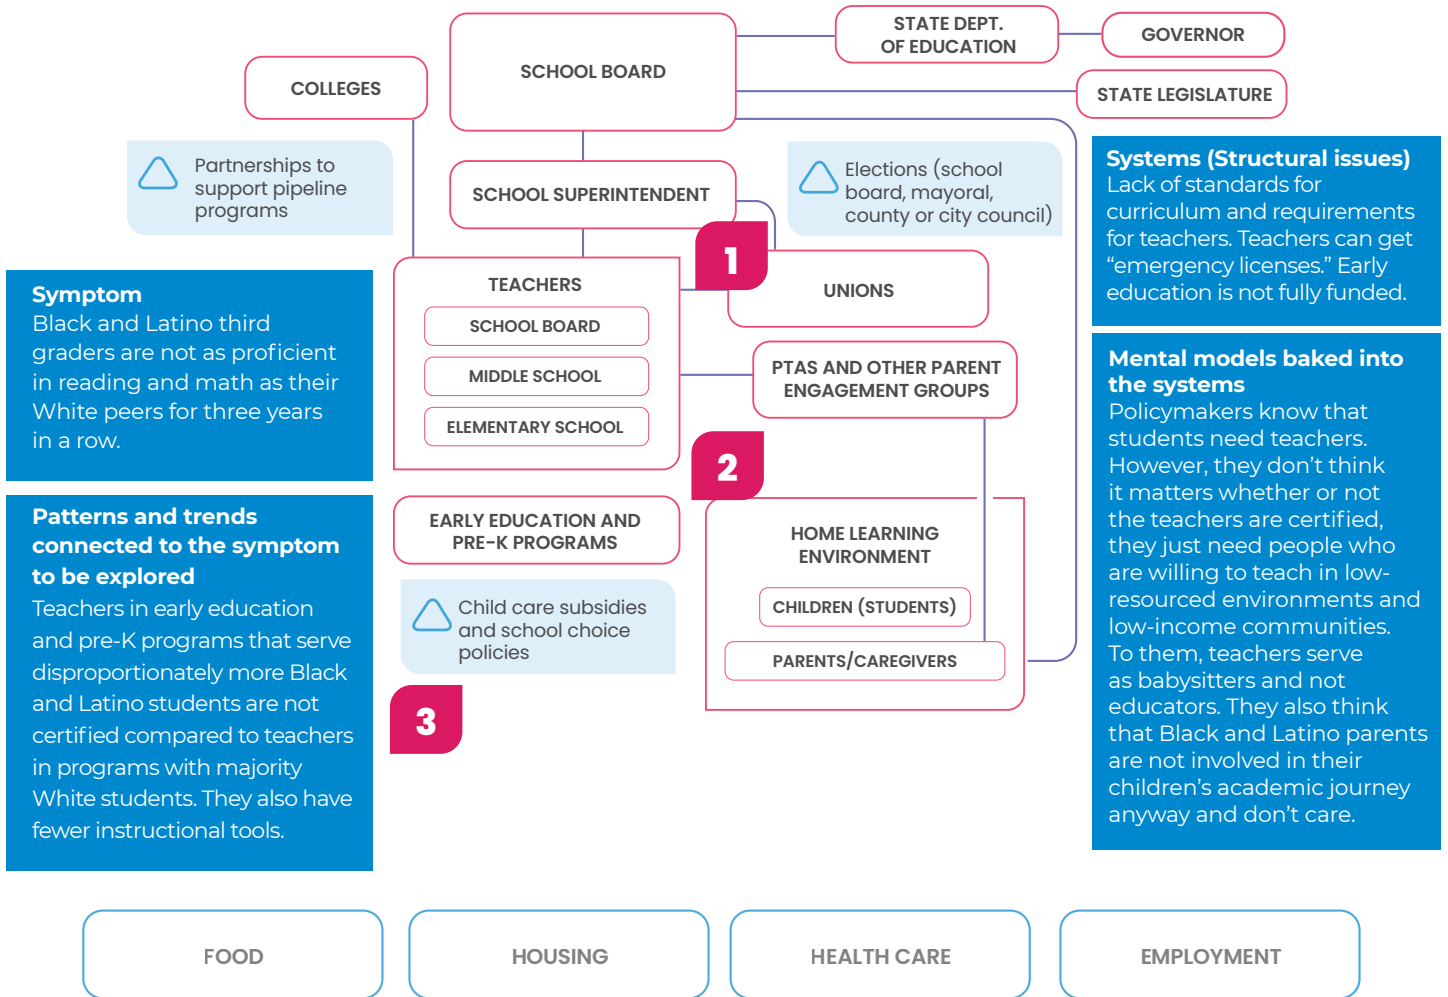 STATE DEPT.
OF EDUCATION
GOVERNOR
SCHOOL BOARD
COLLEGES
STATE LEGISLATURE
Partnerships to
support pipeline
programs
SCHOOL SUPERINTENDENT
Elections (school
board, mayoral,
county or city council)
Systems (Structural issues)
Lack of standards for
curriculum and requirements
for teachers. Teachers can get
“emergency licenses.” Early
education is not fully funded.
1
TEACHERS
SCHOOL BOARD
MIDDLE SCHOOL
ELEMENTARY SCHOOL
UNIONS
Symptom
Black and Latino third
graders are not as proficient
in reading and math as their
White peers for three years
in a row.
PTAS AND OTHER PARENT
ENGAGEMENT GROUPS
Mental models baked into
the systems
Policymakers know that
students need teachers.
However, they don’t think
it matters whether or not
the teachers are certified,
they just need people who
are willing to teach in low-
resourced environments and
low-income communities.
To them, teachers serve
as babysitters and not
educators. They also think
that Black and Latino parents
are not involved in their
children’s academic journey
anyway and don’t care.
2
Patterns and trends
connected to the symptom
to be explored
Teachers in early education
and pre-K programs that serve
disproportionately more Black
and Latino students are not
certified compared to teachers
in programs with majority
White students. They also have
fewer instructional tools.
EARLY EDUCATION AND
PRE-K PROGRAMS
HOME LEARNING
ENVIRONMENT
CHILDREN (STUDENTS)
PARENTS/CAREGIVERS
Child care subsidies
and school choice
policies
3
FOOD
HOUSING
HEALTH CARE
EMPLOYMENT